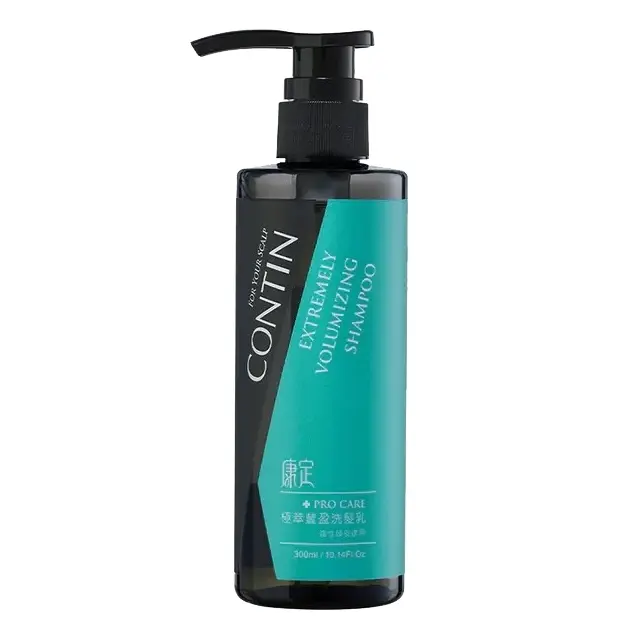 FOR YOUR SCALP
CONTIN
EXTREMELY
VOLUMIZING
SHAMPOO
康定
PRO CARE
極萃豐盈洗髮乳
300ml / 10.14Fl.Oz